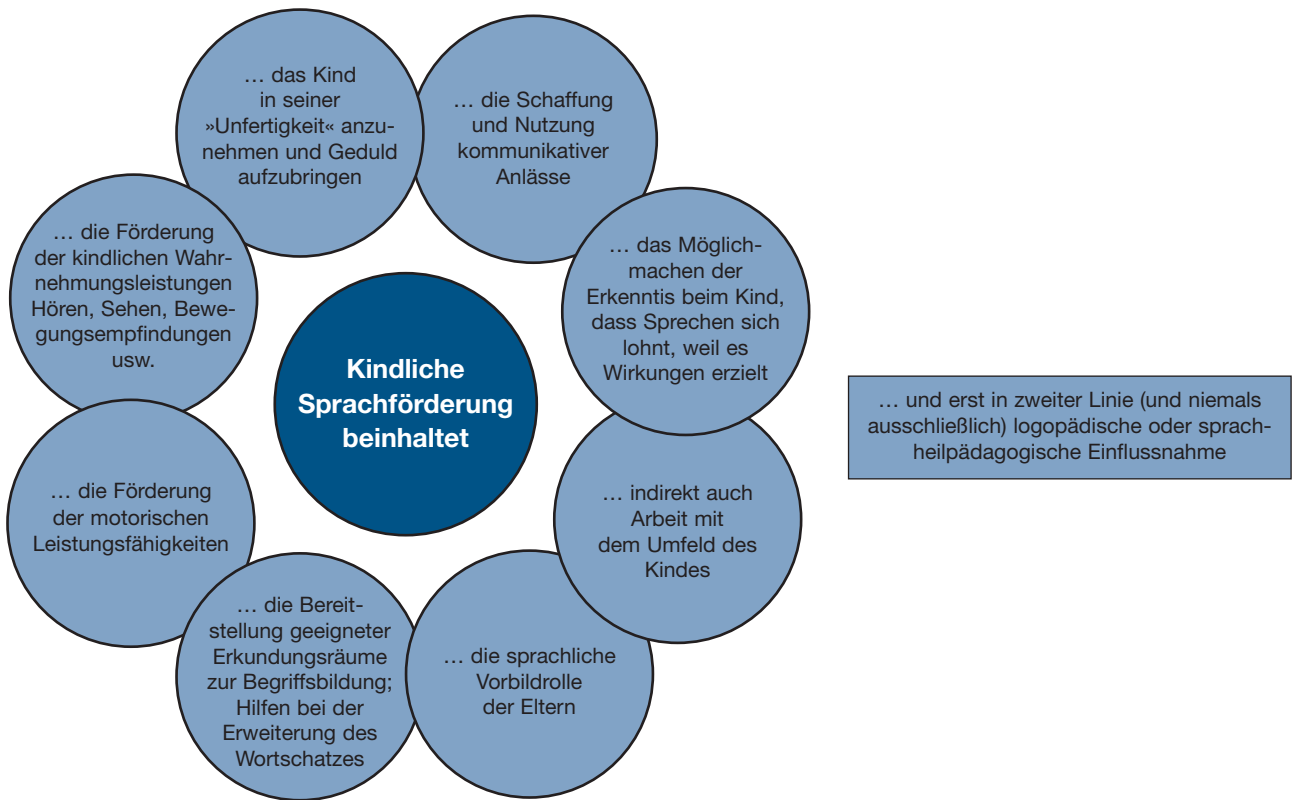 Kindliche
Sprachförderung
beinhaltet
… das Kind
in seiner
»Unfertigkeit« anzu-
nehmen und Geduld
aufzubringen
… die Schaffung
und Nutzung
kommunikativer
Anlässe
… das Möglich-
machen der
Erkenntis beim Kind,
dass Sprechen sich
lohnt, weil es
Wirkungen erzielt
… indirekt auch
Arbeit mit
dem Umfeld des
Kindes
… die sprachliche
Vorbildrolle
der Eltern
… die Bereit-
stellung geeigneter
Erkundungsräume
zur Begriffsbildung;
Hilfen bei der
Erweiterung des
Wortschatzes
… die Förderung
der motorischen
Leistungsfähigkeiten
… die Förderung
der kindlichen Wahr-
nehmungsleistungen
Hören, Sehen, Bewe-
gungsempfindungen
usw.
… und erst in zweiter Linie (und niemals
ausschließlich) logopädische oder sprach-
heilpädagogische Einflussnahme